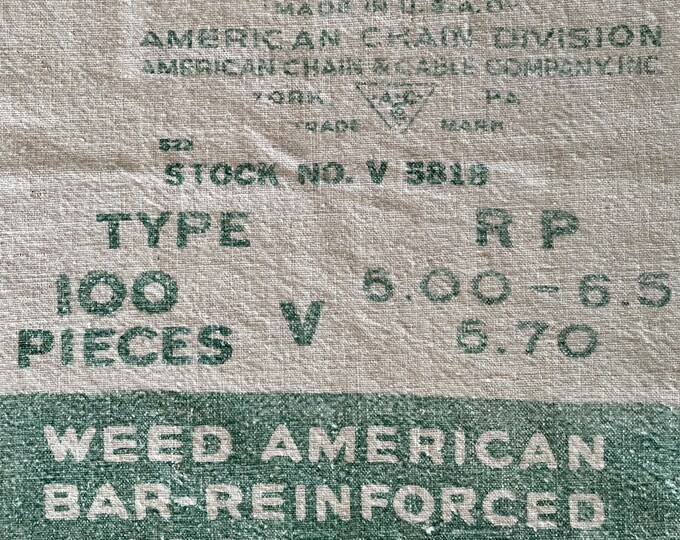 MADE IN U.S.A.
AMERICAN CHAIN DIVISION
AMERICAN CHAIN & CABLE COMPANY, INC.
YORK, PA
TRADE MARK
523
STOCK NO. V 5818
TYPE RP
100 V 5.00-6.5
PIECES 5.70
WEED AMERICAN
BAR-REINFORCED